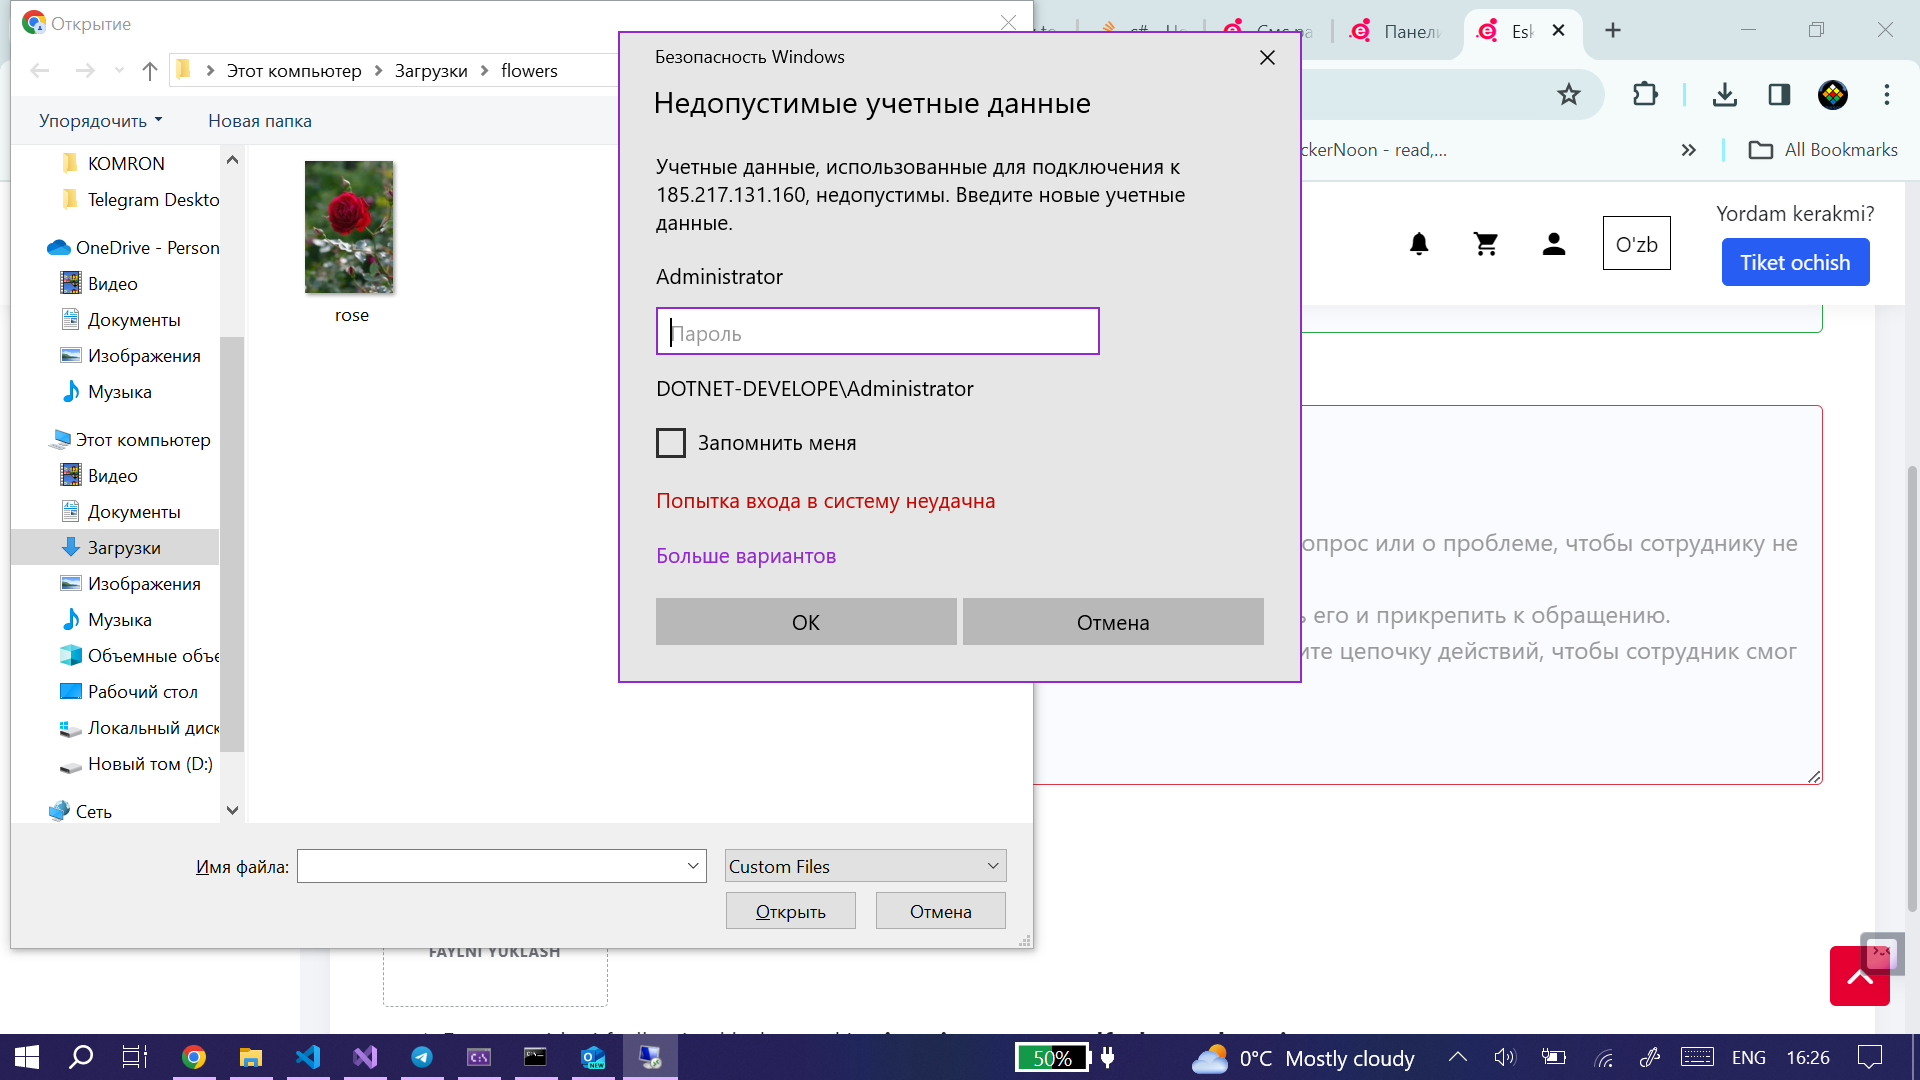 Открытие
Этот компьютер
Загрузки
flowers
Упорядочить
Новая папка
KOMRON
Telegram Deskto
OneDrive - Person
Видео
Документы
Изображения
Музыка
Этот компьютер
Видео
Документы
Загрузки
Изображения
Музыка
Объемные объе
Рабочий стол
Локальный диск
Новый том (D:)
Сеть
rose
Имя файла:
Custom Files
Открыть
Отмена
Безопасность Windows
Недопустимые учетные данные
Учетные данные, использованные для подключения к
185.217.131.160, недопустимы. Введите новые учетные
данные.
Administrator
Пароль
DOTNET-DEVELOPE\Administrator
Запомнить меня
Попытка входа в систему неудачна
Больше вариантов
ОК
Отмена
Панели
Esk
ckerNoon - read,...
All Bookmarks
O'zb
Yordam kerakmi?
Tiket ochish
опрос или о проблеме, чтобы сотруднику не
его и прикрепить к обращению.
ите цепочку действий, чтобы сотрудник смог
FAYLNI YUKLASH
50%
0°C Mostly cloudy
ENG
16:26